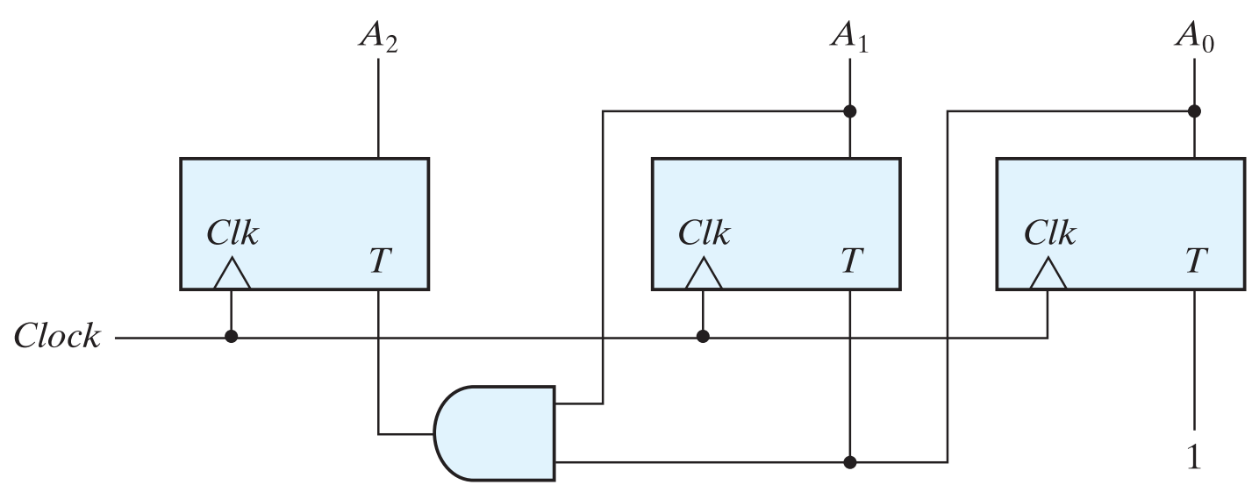 A₂ A₁ A₀
Clk Clk Clk
T T T
Clock
1